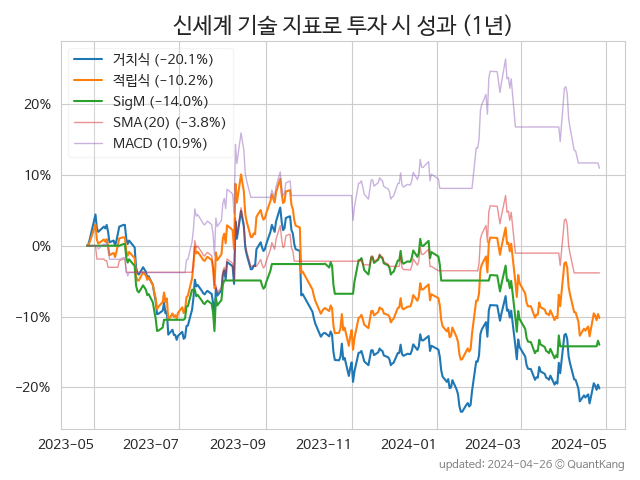 신세계 기술 지표로 투자 시 성과 (1년)
거치식 (−20.1%)
적립식 (−10.2%)
SigM (−14.0%)
SMA(20) (−3.8%)
MACD (10.9%)
20%
10%
0%
−10%
−20%
2023-05 2023-07 2023-09 2023-11 2024-01 2024-03 2024-05
updated: 2024-04-26 © QuantKang